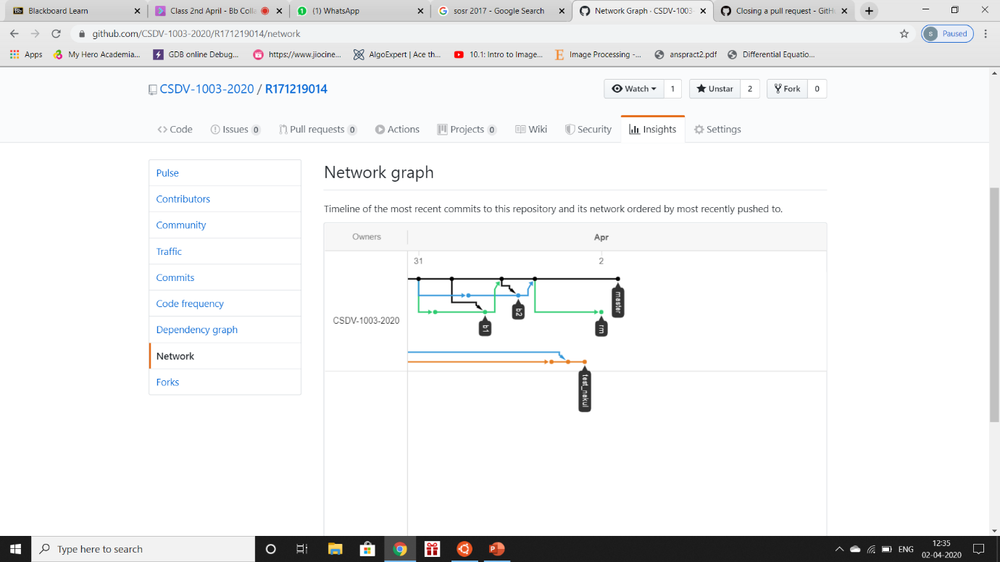 Blackboard Learn
Class 2nd April - Bb Colla
(1) WhatsApp
sosr 2017 - Google Search
Network Graph · CSDV-1003-
Closing a pull request - GitH
github.com/CSDV-1003-2020/R171219014/network
S Paused
Apps
My Hero Academia...
GDB online Debug...
https://www.jiocine...
AlgoExpert | Ace th...
10.1: Intro to Image...
Image Processing -...
anspract2.pdf
Differential Equatio...
CSDV-1003-2020 / R171219014
Watch 1
Unstar 2
Fork 0
Code
Issues 0
Pull requests 0
Actions
Projects 0
Wiki
Security
Insights
Settings
Pulse
Contributors
Community
Traffic
Commits
Code frequency
Dependency graph
Network
Forks
Network graph
Timeline of the most recent commits to this repository and its network ordered by most recently pushed to.
Owners
Apr
31
2
CSDV-1003-2020
master
b2
b1
rm
test_nakul
Type here to search
ENG
12:35
02-04-2020